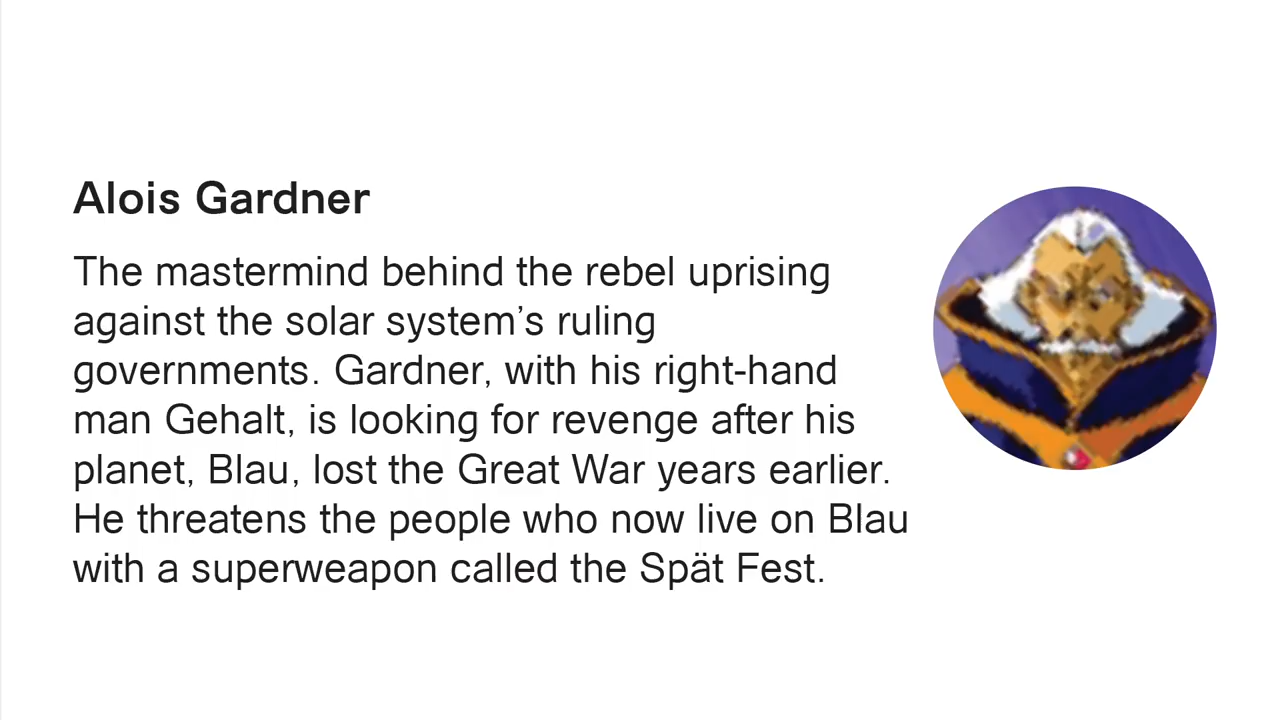 Alois Gardner
The mastermind behind the rebel uprising
against the solar system’s ruling
governments. Gardner, with his right-hand
man Gehalt, is looking for revenge after his
planet, Blau, lost the Great War years earlier.
He threatens the people who now live on Blau
with a superweapon called the Spät Fest.